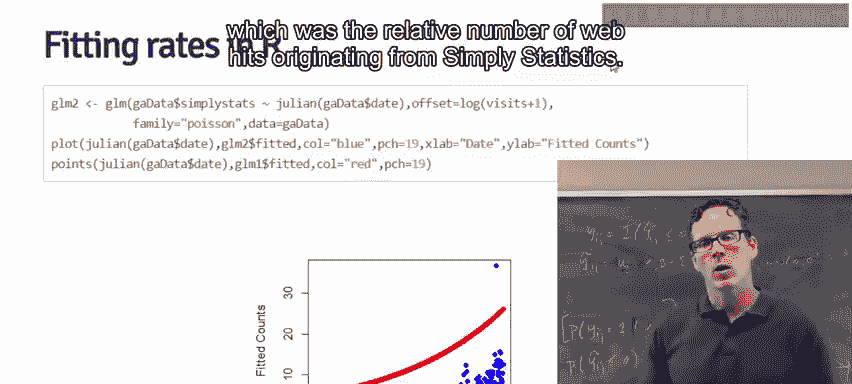 which was the relative number of web
hits originating from Simply Statistics.
Fitting rates in R
glm2 <- glm(gaData$simplystats ~ julian(gaData$date),offset=log(visits+1),
family="poisson",data=gaData)
plot(julian(gaData$date),glm2$fitted,col="blue",pch=19,xlab="Date",ylab="Fitted Counts")
points(julian(gaData$date),glm1$fitted,col="red",pch=19)
Fitted Counts
30
20
10